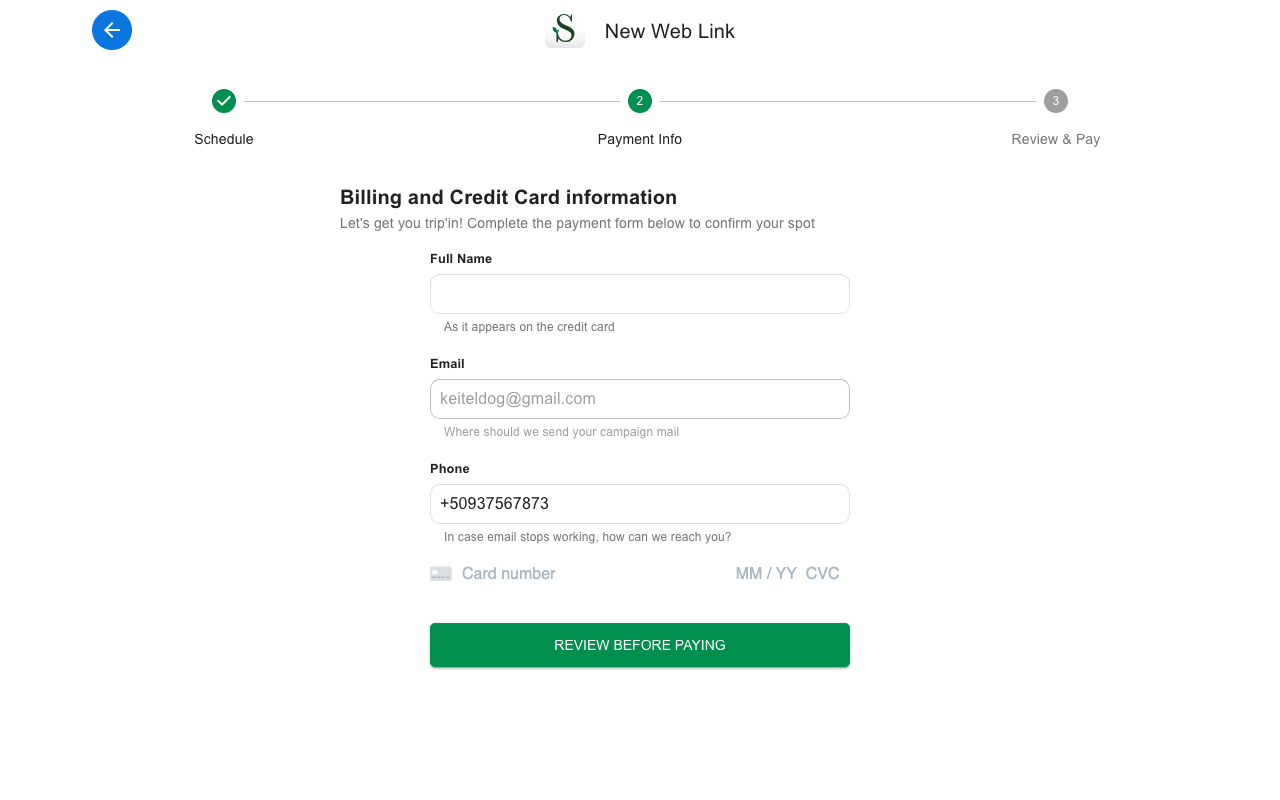 S
New Web Link
2
3
Schedule
Payment Info
Review & Pay
Billing and Credit Card information
Let's get you trip'in! Complete the payment form below to confirm your spot
Full Name
As it appears on the credit card
Email
keiteldog@gmail.com
Where should we send your campaign mail
Phone
+50937567873
In case email stops working, how can we reach you?
Card number MM / YY CVC
REVIEW BEFORE PAYING